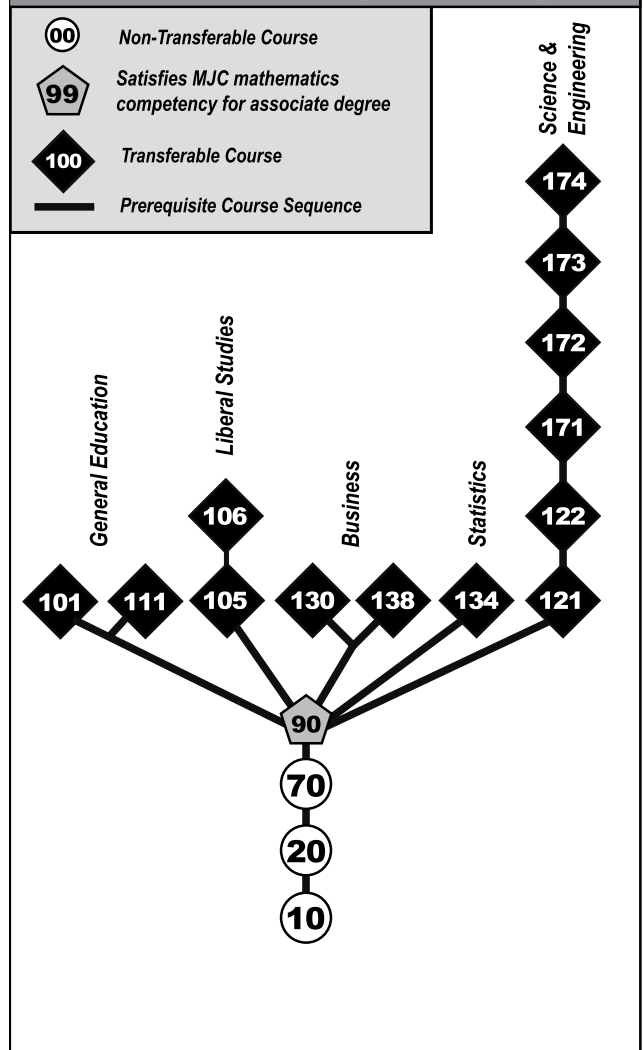 00 Non-Transferable Course
99 Satisfies MJC mathematics
competency for associate degree
100 Transferable Course
Prerequisite Course Sequence
Science &
Engineering
174
173
172
171
Liberal Studies
General Education
Business
Statistics
106
122
101 111 105 130 138 134 121
90
70
20
10